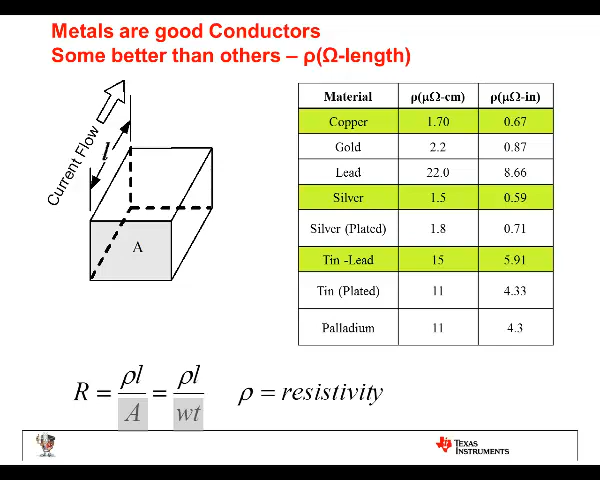 Metals are good Conductors
Some better than others – ρ(Ω-length)
Current Flow
l
A
Material ρ(μΩ-cm) ρ(μΩ-in)
Copper 1.70 0.67
Gold 2.2 0.87
Lead 22.0 8.66
Silver 1.5 0.59
Silver (Plated) 1.8 0.71
Tin -Lead 15 5.91
Tin (Plated) 11 4.33
Palladium 11 4.3
R = ρl / A = ρl / wt ρ = resistivity
TEXAS
INSTRUMENTS